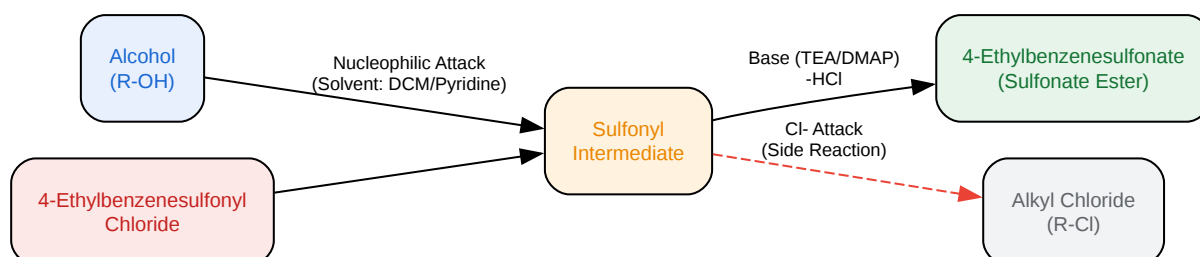 Alcohol
(R-OH)
Nucleophilic Attack
(Solvent: DCM/Pyridine)
4-Ethylbenzenesulfonyl
Chloride
Sulfonyl
Intermediate
Base (TEA/DMAP)
-HCl
Cl- Attack
(Side Reaction)
4-Ethylbenzenesulfonate
(Sulfonate Ester)
Alkyl Chloride
(R-Cl)